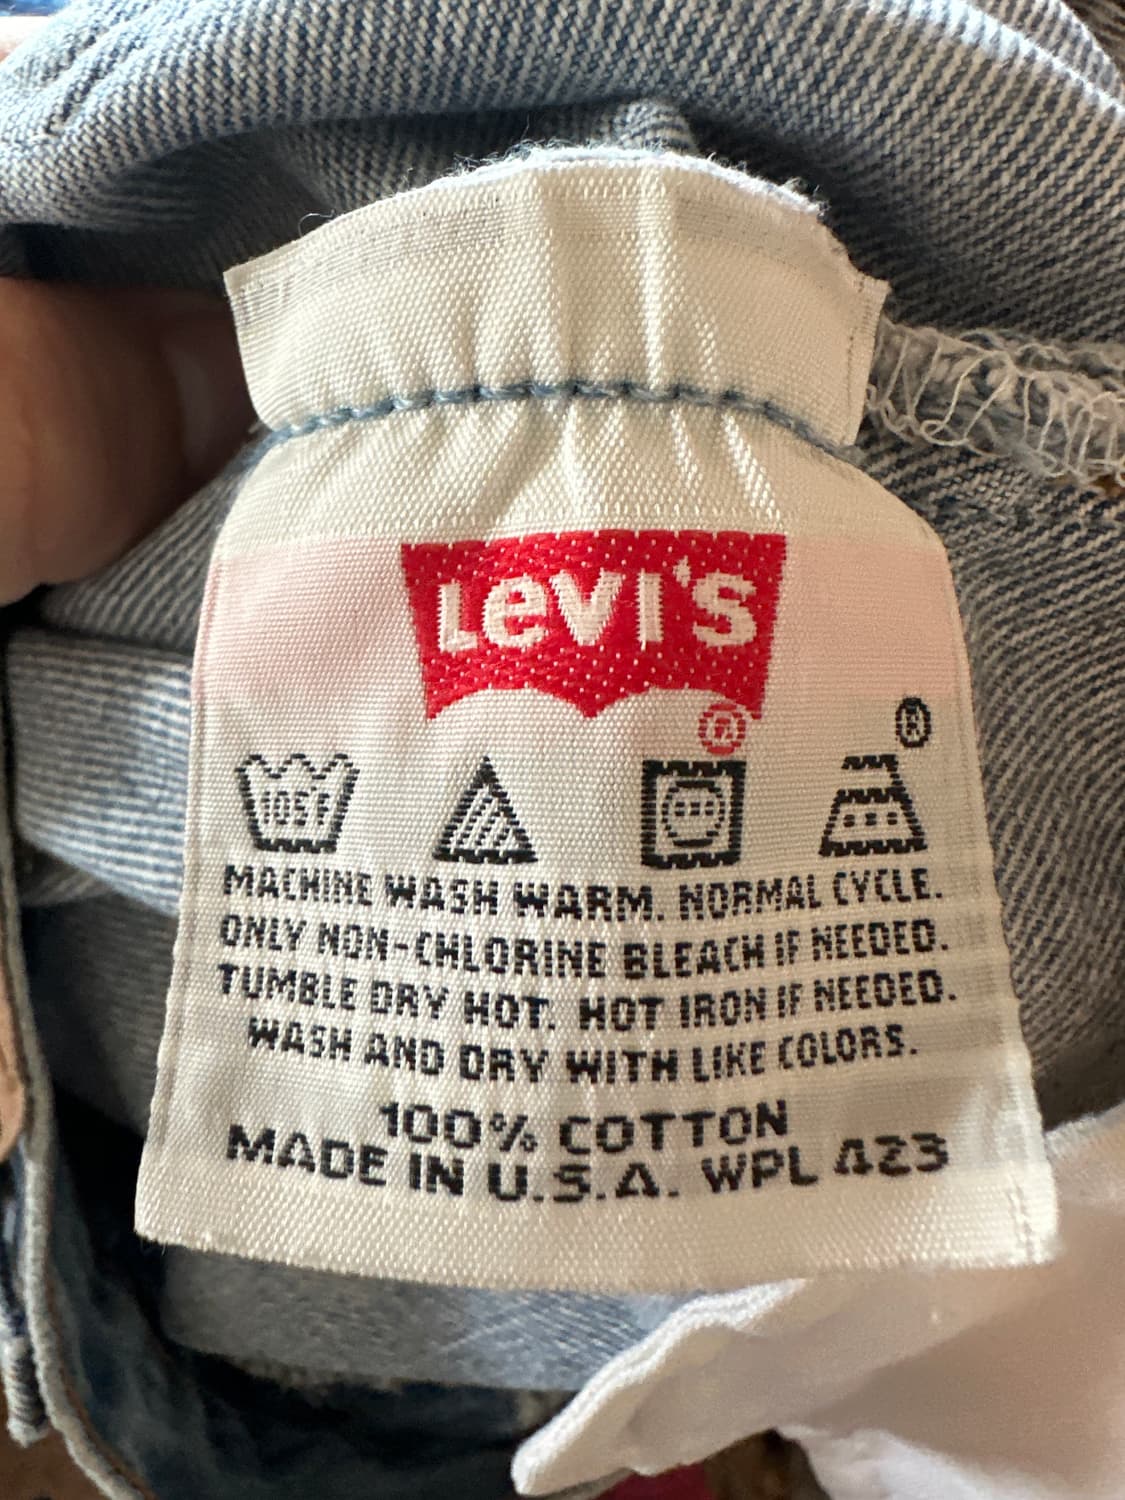 LEVI'S
®
®
105°F
MACHINE WASH WARM. NORMAL CYCLE.
ONLY NON-CHLORINE BLEACH IF NEEDED.
TUMBLE DRY HOT. HOT IRON IF NEEDED.
WASH AND DRY WITH LIKE COLORS.
100% COTTON
MADE IN U.S.A. WPL 423